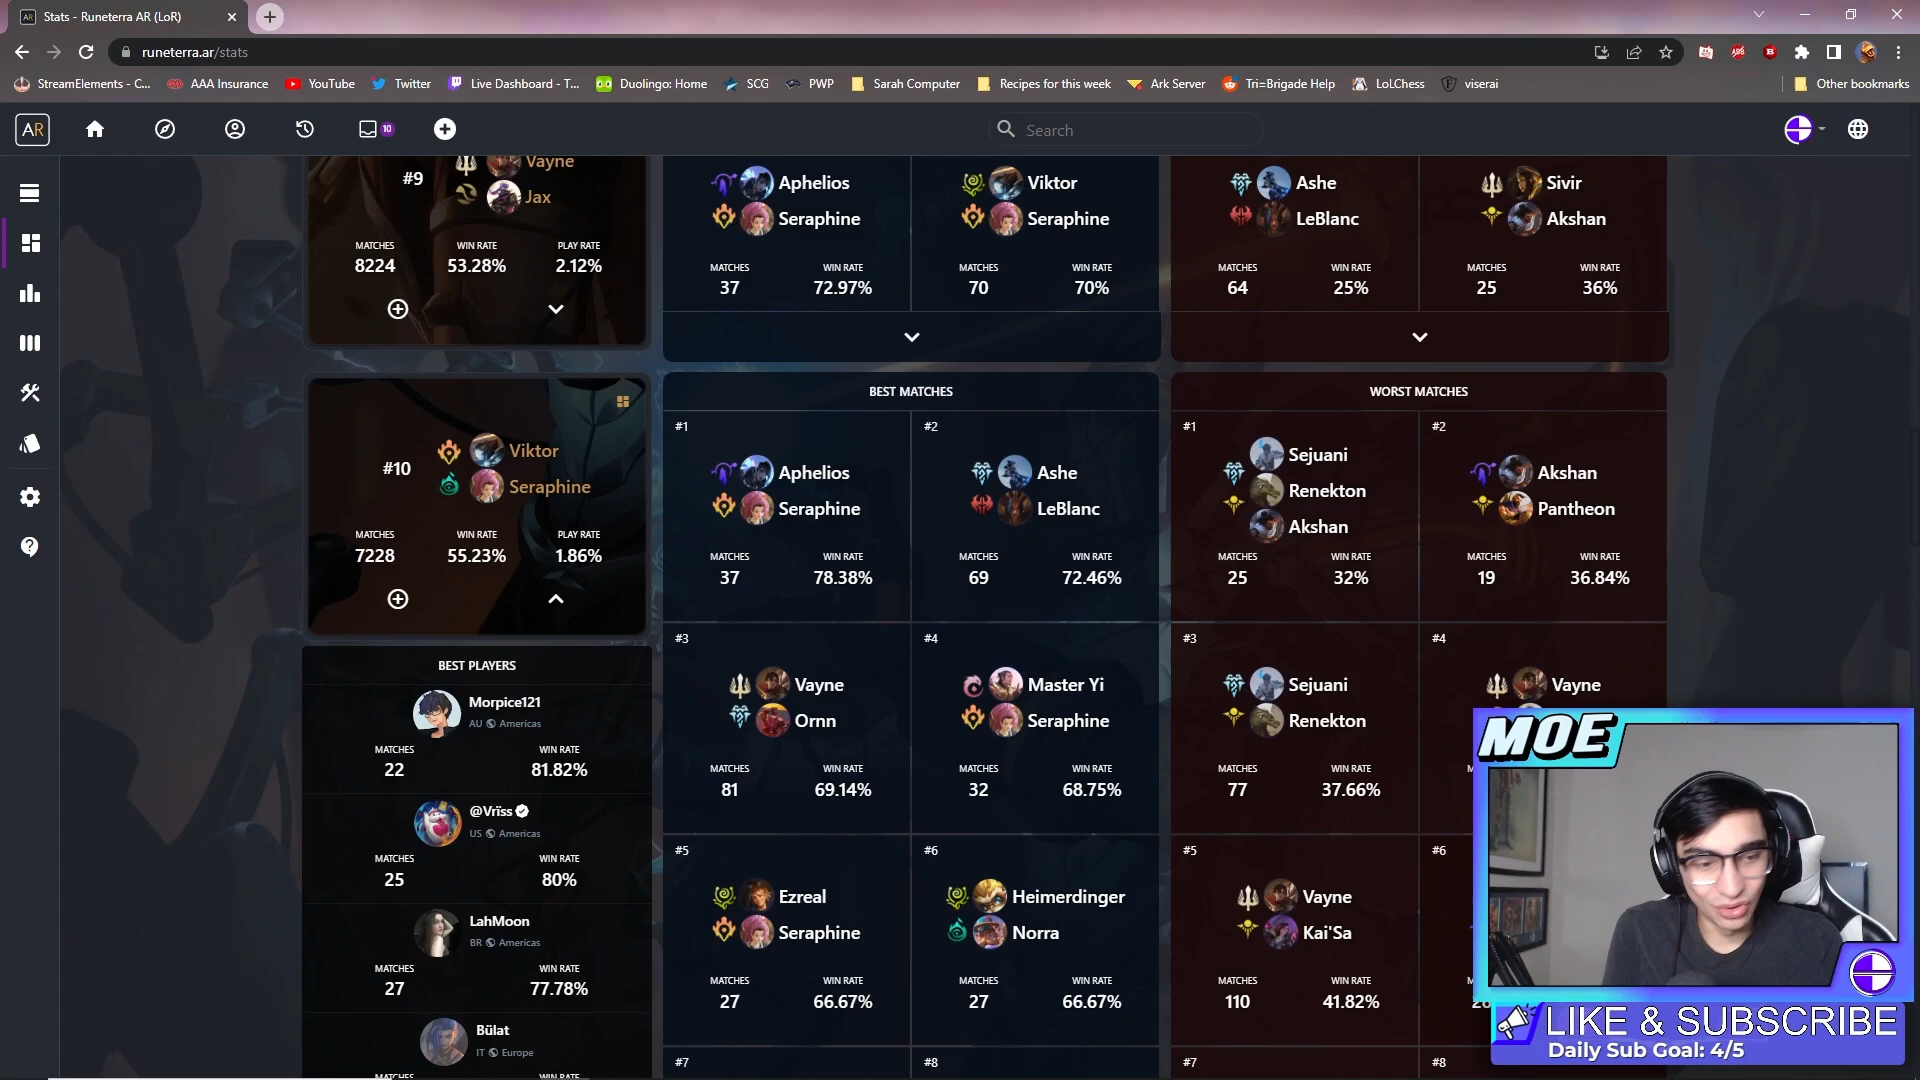 Stats - Runeterra AR (LoR)
runeterra.ar/stats
StreamElements - C...
AAA Insurance
YouTube
Twitter
Live Dashboard - T...
Duolingo: Home
SCG
PWP
Sarah Computer
Recipes for this week
Ark Server
Tri=Brigade Help
LoLChess
viserai
Other bookmarks
AR
10
Search
#9
Vayne
Jax
MATCHES
WIN RATE
PLAY RATE
8224
53.28%
2.12%
Aphelios
Seraphine
MATCHES
WIN RATE
37
72.97%
Viktor
Seraphine
MATCHES
WIN RATE
70
70%
Ashe
LeBlanc
MATCHES
WIN RATE
64
25%
Sivir
Akshan
MATCHES
WIN RATE
25
36%
#10
Viktor
Seraphine
MATCHES
WIN RATE
PLAY RATE
7228
55.23%
1.86%
BEST PLAYERS
Morpice121
AU Americas
MATCHES
WIN RATE
22
81.82%
@Vrïss
US Americas
MATCHES
WIN RATE
25
80%
LahMoon
BR Americas
MATCHES
WIN RATE
27
77.78%
Bülat
IT Europe
MATCHES
WIN RATE
BEST MATCHES
#1
Aphelios
Seraphine
MATCHES
WIN RATE
37
78.38%
#2
Ashe
LeBlanc
MATCHES
WIN RATE
69
72.46%
#3
Vayne
Ornn
MATCHES
WIN RATE
81
69.14%
#4
Master Yi
Seraphine
MATCHES
WIN RATE
32
68.75%
#5
Ezreal
Seraphine
MATCHES
WIN RATE
27
66.67%
#6
Heimerdinger
Norra
MATCHES
WIN RATE
27
66.67%
#7
#8
WORST MATCHES
#1
Sejuani
Renekton
Akshan
MATCHES
WIN RATE
25
32%
#2
Akshan
Pantheon
MATCHES
WIN RATE
19
36.84%
#3
Sejuani
Renekton
MATCHES
WIN RATE
77
37.66%
#4
Vayne
#5
Vayne
Kai'Sa
MATCHES
WIN RATE
110
41.82%
#6
#7
#8
MOE
LIKE & SUBSCRIBE
Daily Sub Goal: 4/5